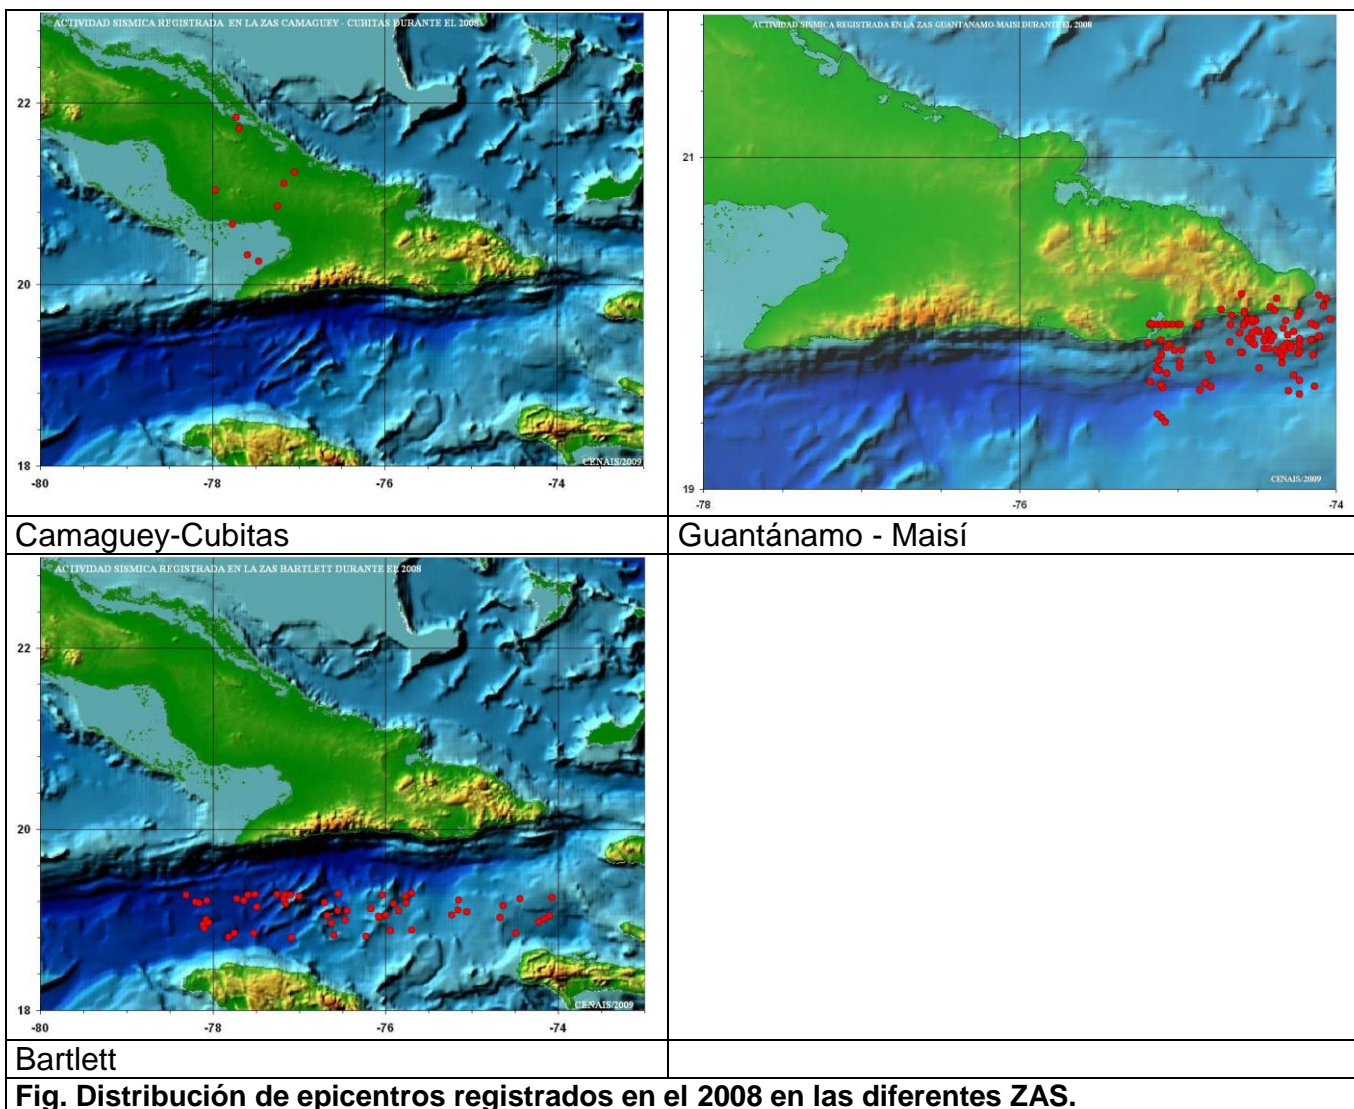 ACTIVIDAD SISMICA REGISTRADA EN LA ZAS CAMAGUEY - CUBITAS DURANTE EL 2008
22
20
18
-80
-78
-76
-74
CENAIS/2009
ACTIVIDAD SISMICA REGISTRADA EN LA ZAS GUANTANAMO-MAISI DURANTE EL 2008
21
19
-78
-76
-74
CENAIS/2009
Camaguey-Cubitas
Guantánamo - Maisí
ACTIVIDAD SISMICA REGISTRADA EN LA ZAS BARTLETT DURANTE EL 2008
22
20
18
-80
-78
-76
-74
CENAIS/2009
Bartlett
Fig. Distribución de epicentros registrados en el 2008 en las diferentes ZAS.